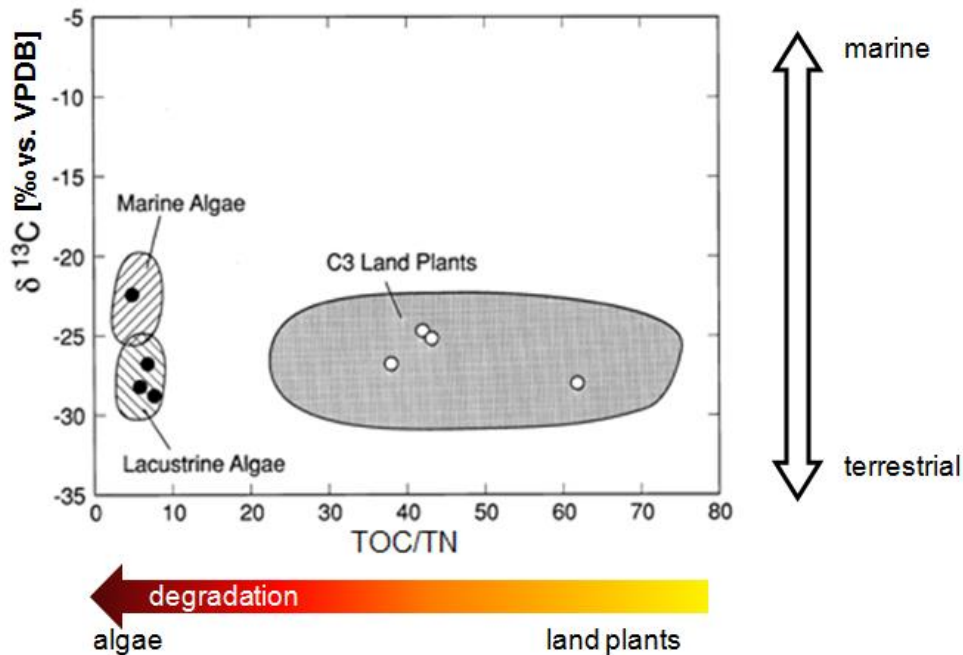 -5
-10
-15
-20
-25
-30
-35
δ ¹³C [‰ vs. VPDB]
Marine Algae
C3 Land Plants
Lacustrine Algae
0 10 20 30 40 50 60 70 80
TOC/TN
marine
terrestrial
degradation
algae land plants